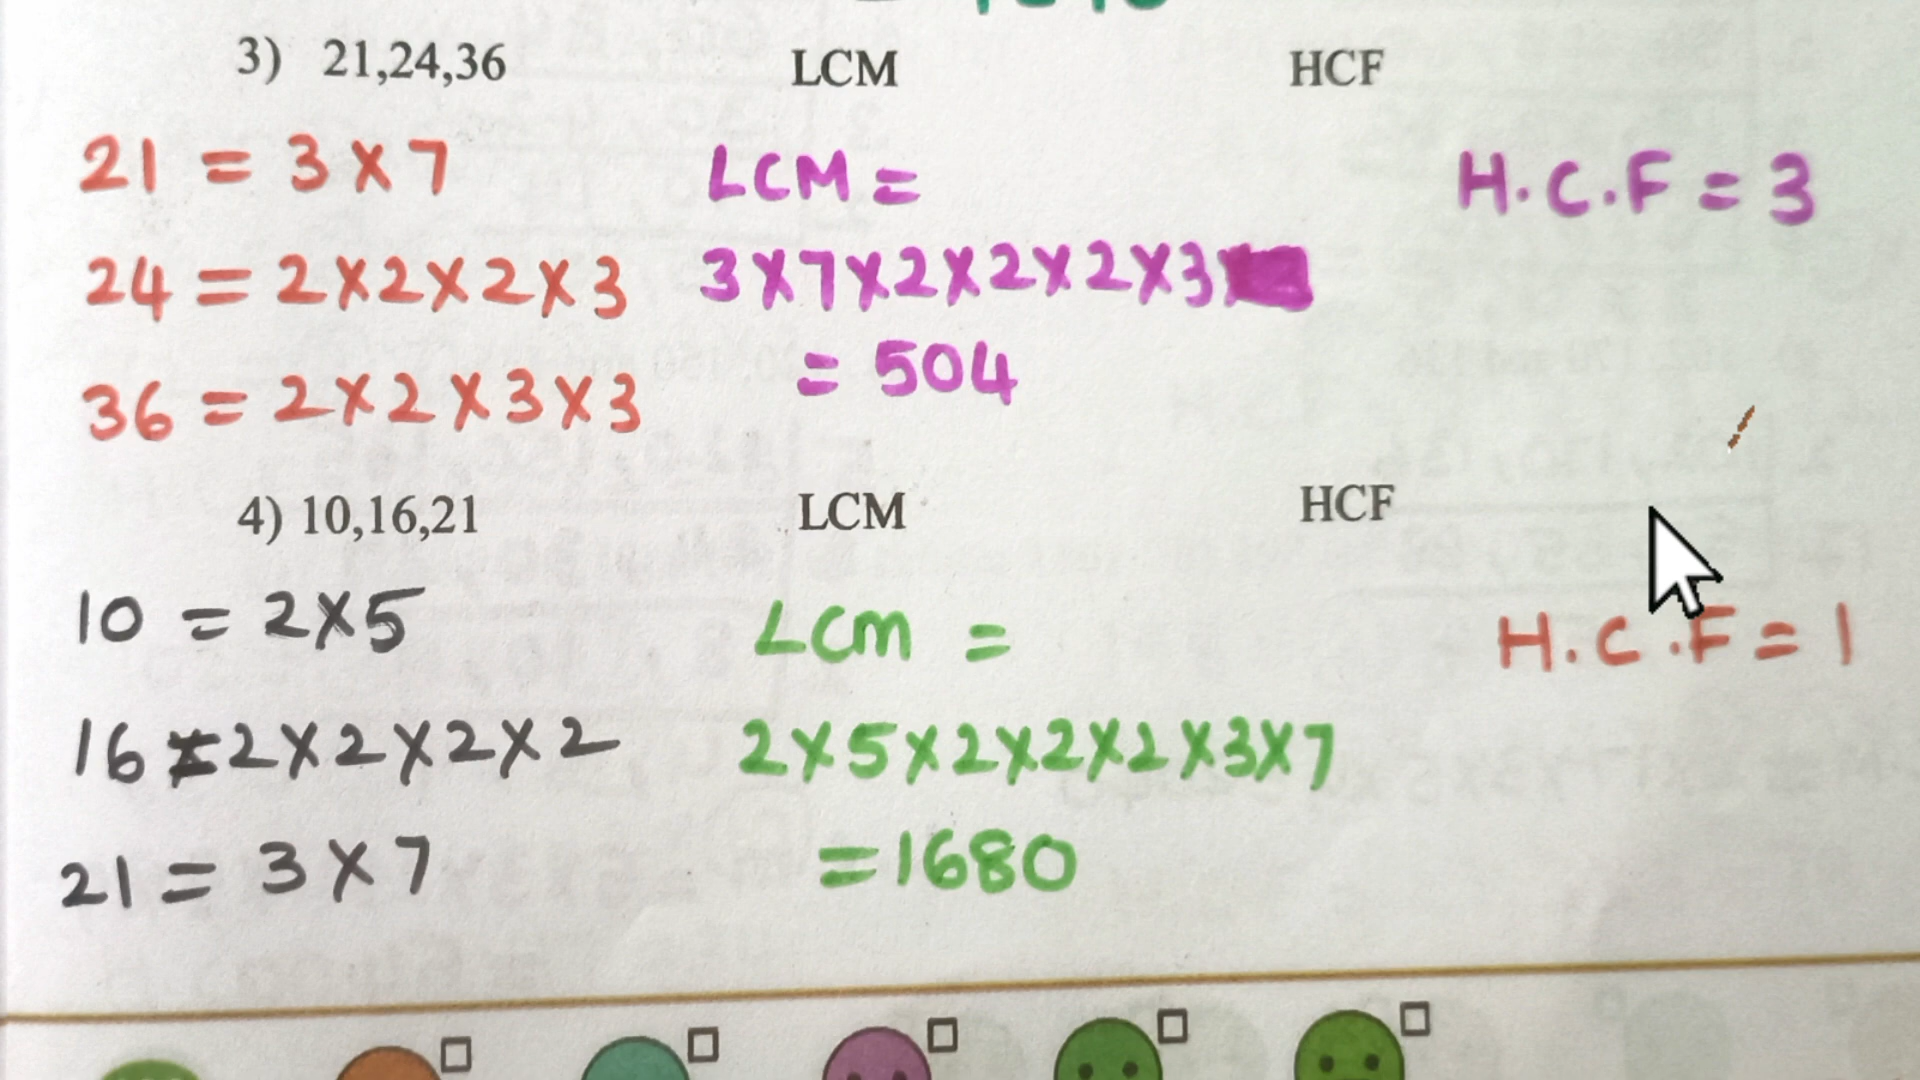 3) 21,24,36 LCM HCF
21 = 3 X 7 LCM = H.C.F = 3
24 = 2X2X2X3 3X7X2X2X2X3
= 504
36 = 2X2X3X3
4) 10,16,21 LCM HCF
10 = 2X5 LCm = H.C.F = 1
16 = 2X2X2X2 2X5X2X2X2X3X7
21 = 3 X 7 = 1680